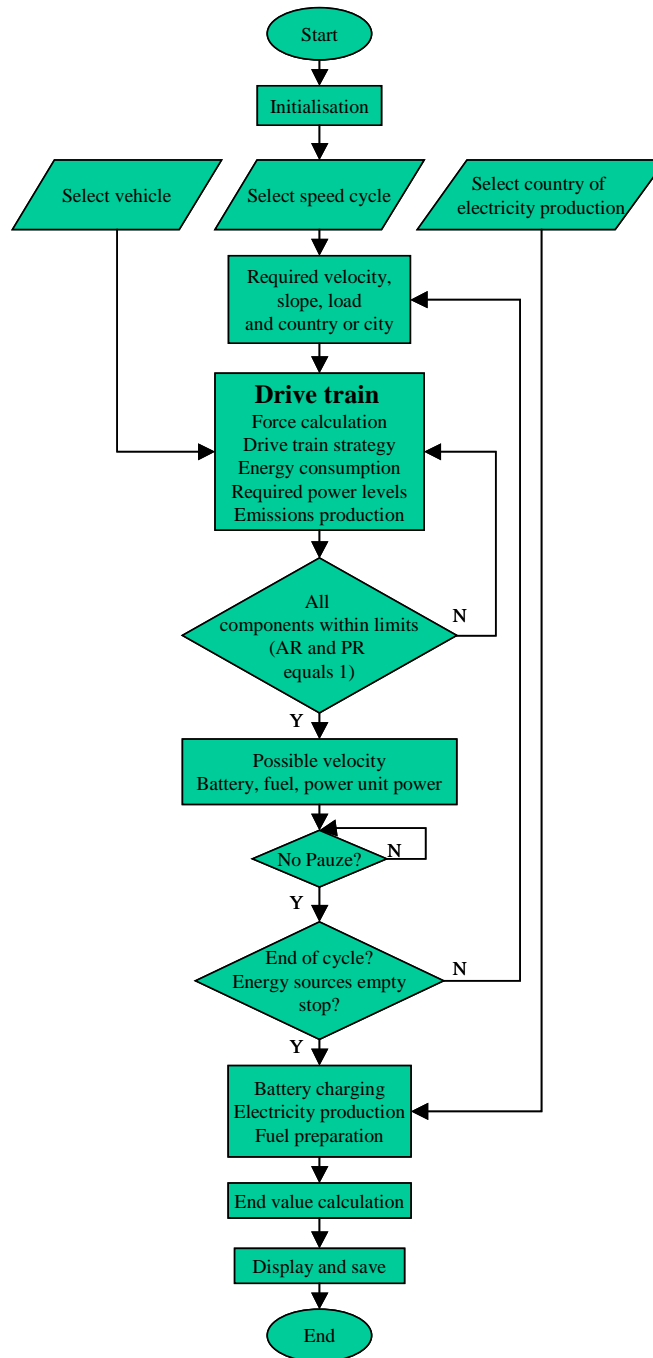 Start
Initialisation
Select vehicle
Select speed cycle
Select country of
electricity production
Required velocity,
slope, load
and country or city
Drive train
Force calculation
Drive train strategy
Energy consumption
Required power levels
Emissions production
All
components within limits
(AR and PR
equals 1)
N
Y
Possible velocity
Battery, fuel, power unit power
No Pauze?
N
Y
End of cycle?
Energy sources empty
stop?
N
Y
Battery charging
Electricity production
Fuel preparation
End value calculation
Display and save
End